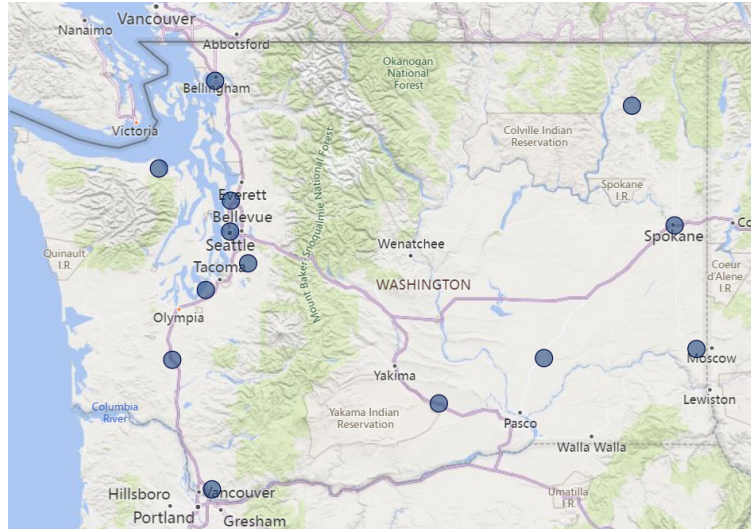 Vancouver
Nanaimo
Abbotsford
Okanogan
National
Forest
Bellingham
Victoria
Colville Indian
Reservation
Mount Baker Snoqualmie National Forest
Spokane
I.R.
Everett
Bellevue
Seattle
Spokane
Co
Quinault
I.R.
Wenatchee
Coeur
d'Alene
I.R.
Tacoma
WASHINGTON
Olympia
Moscow
Yakima
Lewiston
Columbia
River
Yakama Indian
Reservation
Pasco
Walla Walla
Hillsboro
Vancouver
Umatilla
I.R.
Portland
Gresham